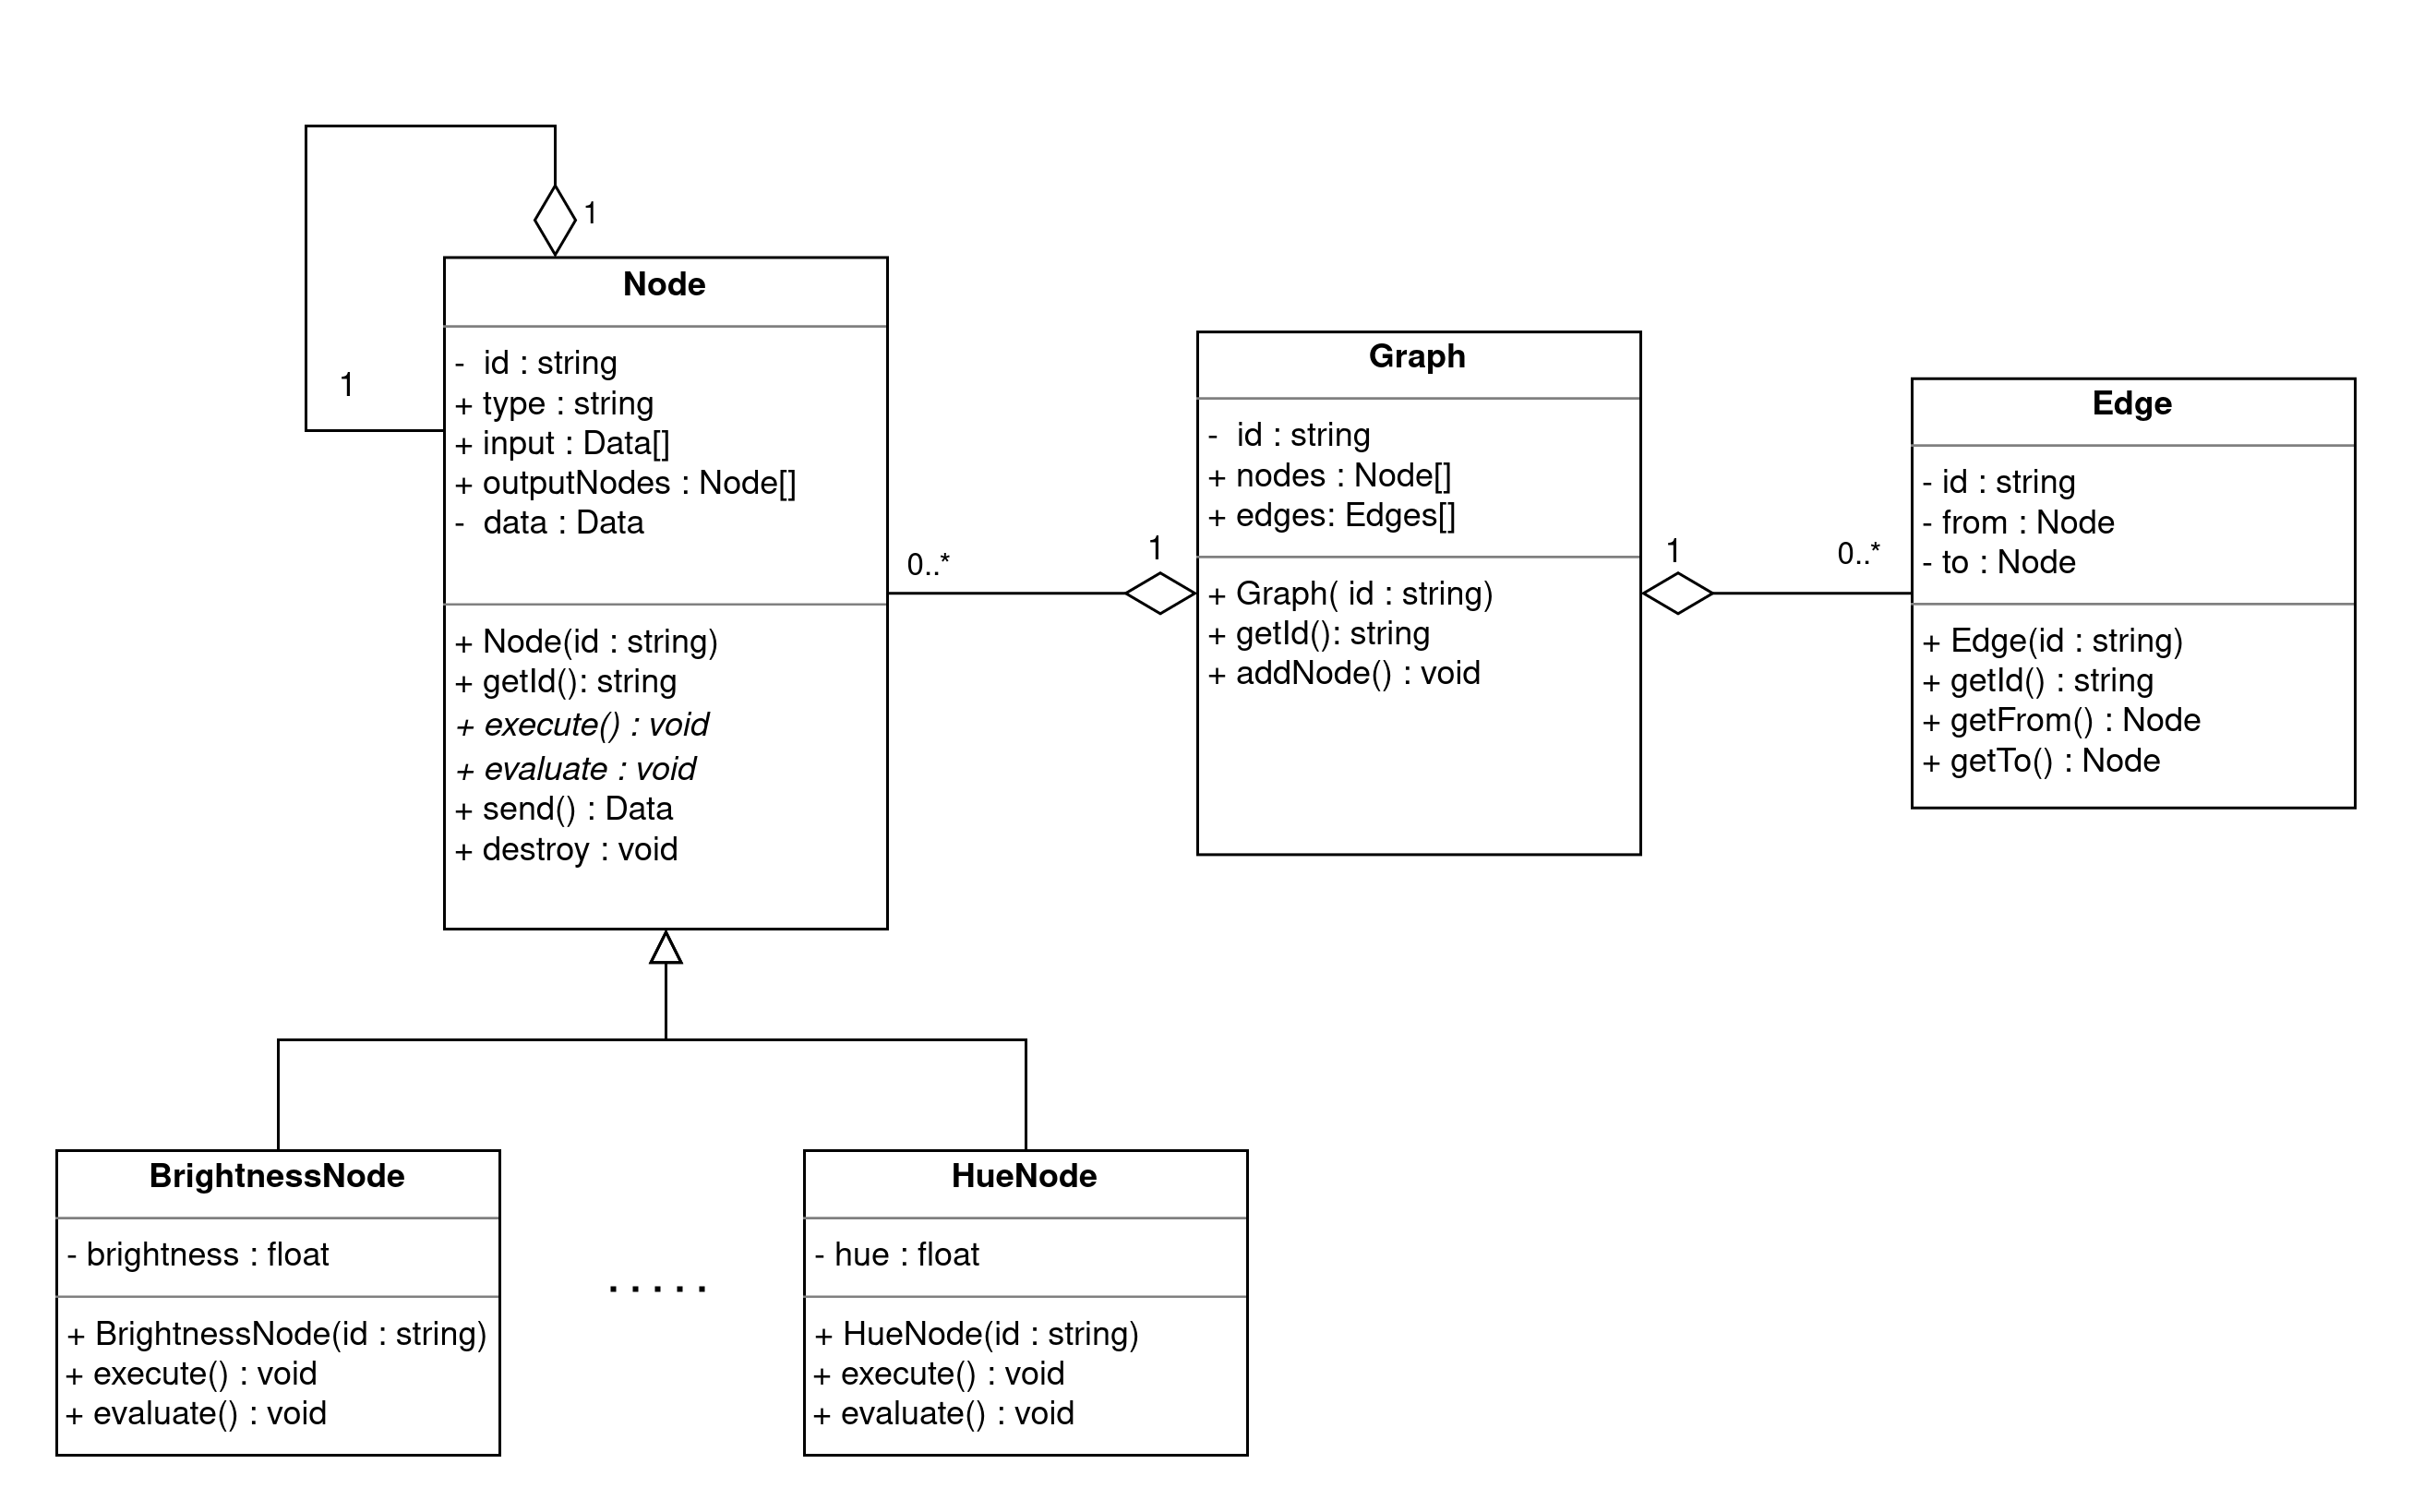 1
1
Node
- id : string
+ type : string
+ input : Data[]
+ outputNodes : Node[]
- data : Data
+ Node(id : string)
+ getId(): string
+ execute() : void
+ evaluate : void
+ send() : Data
+ destroy : void
0..*
1
Graph
- id : string
+ nodes : Node[]
+ edges: Edges[]
+ Graph( id : string)
+ getId(): string
+ addNode() : void
1
0..*
Edge
- id : string
- from : Node
- to : Node
+ Edge(id : string)
+ getId() : string
+ getFrom() : Node
+ getTo() : Node
BrightnessNode
- brightness : float
+ BrightnessNode(id : string)
+ execute() : void
+ evaluate() : void
. . . . .
HueNode
- hue : float
+ HueNode(id : string)
+ execute() : void
+ evaluate() : void